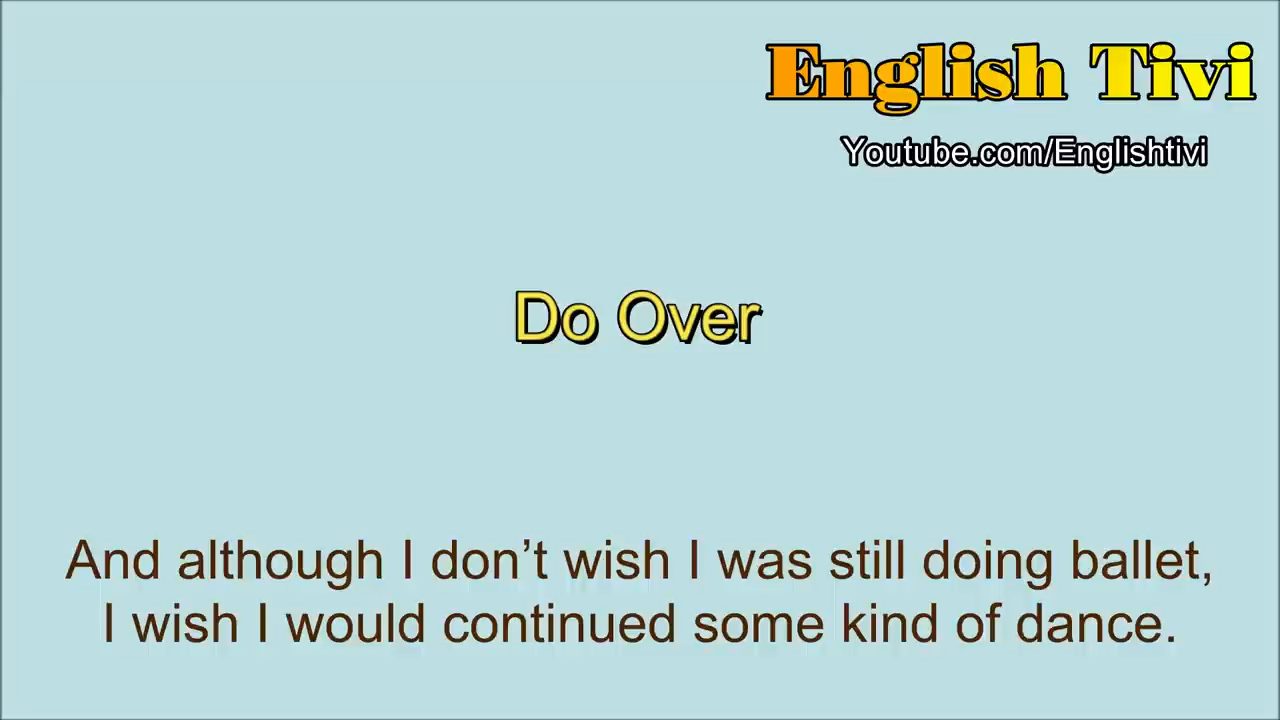 English Tivi
Youtube.com/Englishtivi
Do Over
And although I don’t wish I was still doing ballet,
I wish I would continued some kind of dance.